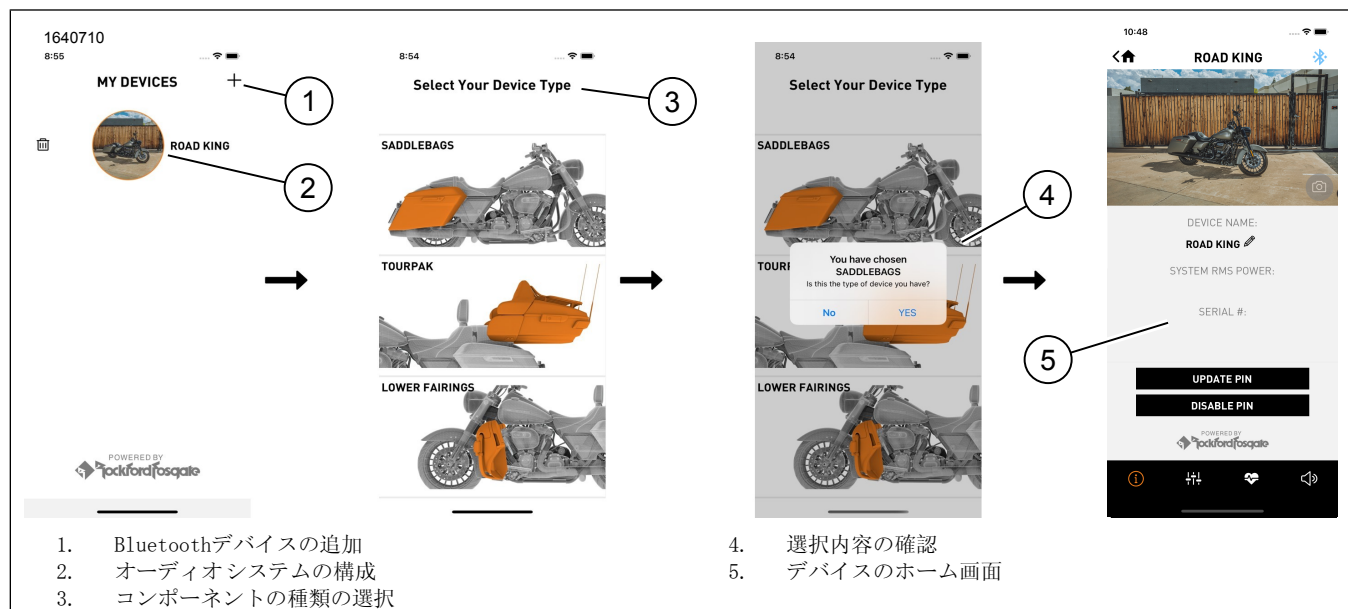 1640710
8:55
MY DEVICES +
1
ROAD KING
2
POWERED BY
Rockford Fosgate
8:54
Select Your Device Type
3
SADDLEBAGS
TOURPAK
LOWER FAIRINGS
8:54
Select Your Device Type
SADDLEBAGS
4
You have chosen
SADDLEBAGS
Is this the type of device you have?
No YES
TOURP
LOWER FAIRINGS
10:48
ROAD KING
DEVICE NAME:
ROAD KING
SYSTEM RMS POWER:
SERIAL #:
5
UPDATE PIN
DISABLE PIN
POWERED BY
Rockford Fosgate
1. Bluetoothデバイスの追加
2. オーディオシステムの構成
3. コンポーネントの種類の選択
4. 選択内容の確認
5. デバイスのホーム画面